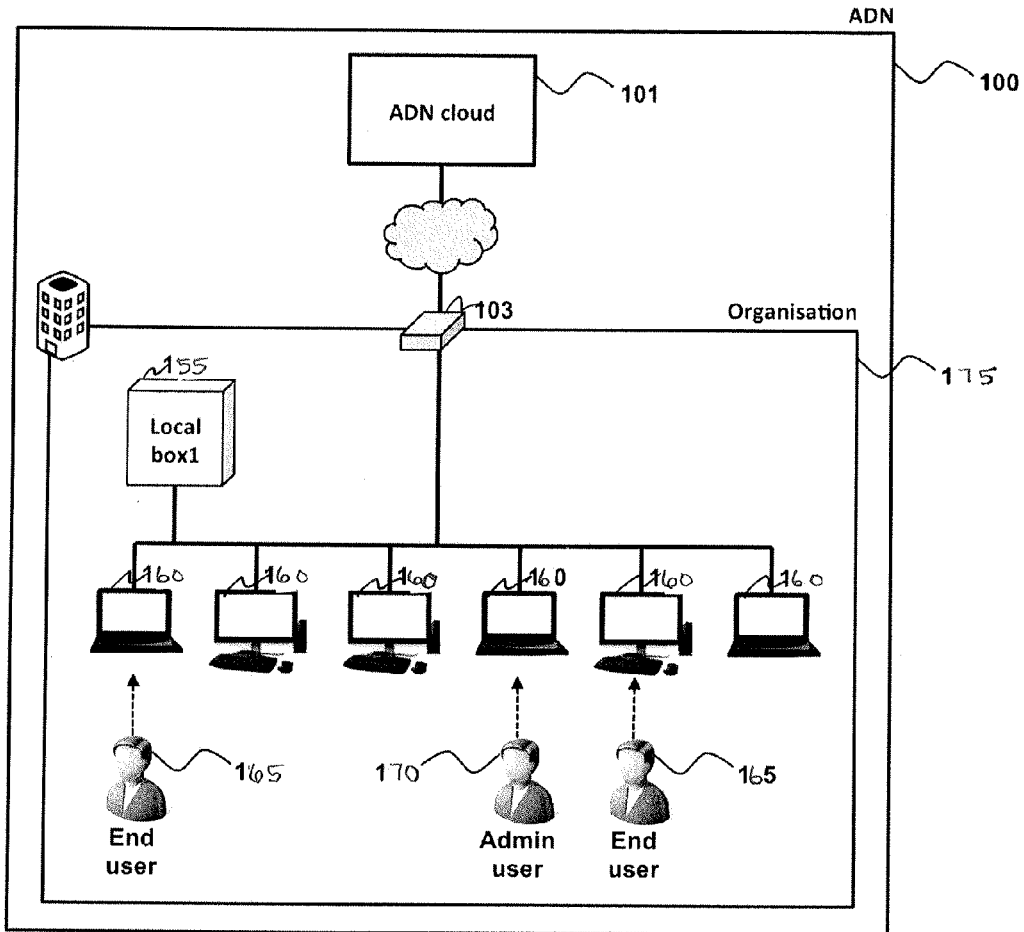 ADN
100
101
ADN cloud
103
Organisation
175
155
Local
box1
160
160
160
160
160
160
165
170
165
End
user
Admin
user
End
user